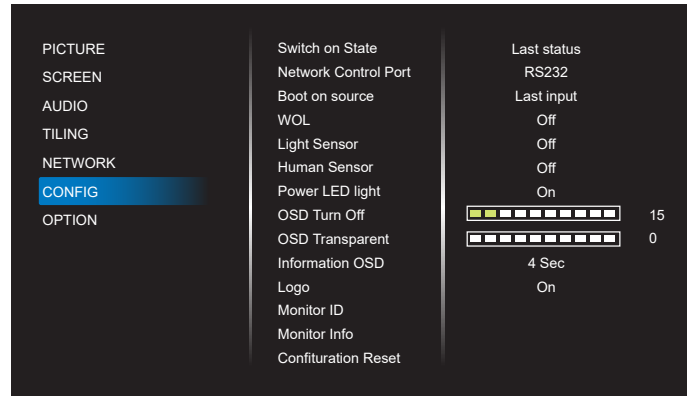 PICTURE
SCREEN
AUDIO
TILING
NETWORK
CONFIG
OPTION
Switch on State Last status
Network Control Port RS232
Boot on source Last input
WOL Off
Light Sensor Off
Human Sensor Off
Power LED light On
OSD Turn Off 15
OSD Transparent 0
Information OSD 4 Sec
Logo On
Monitor ID
Monitor Info
Confituration Reset